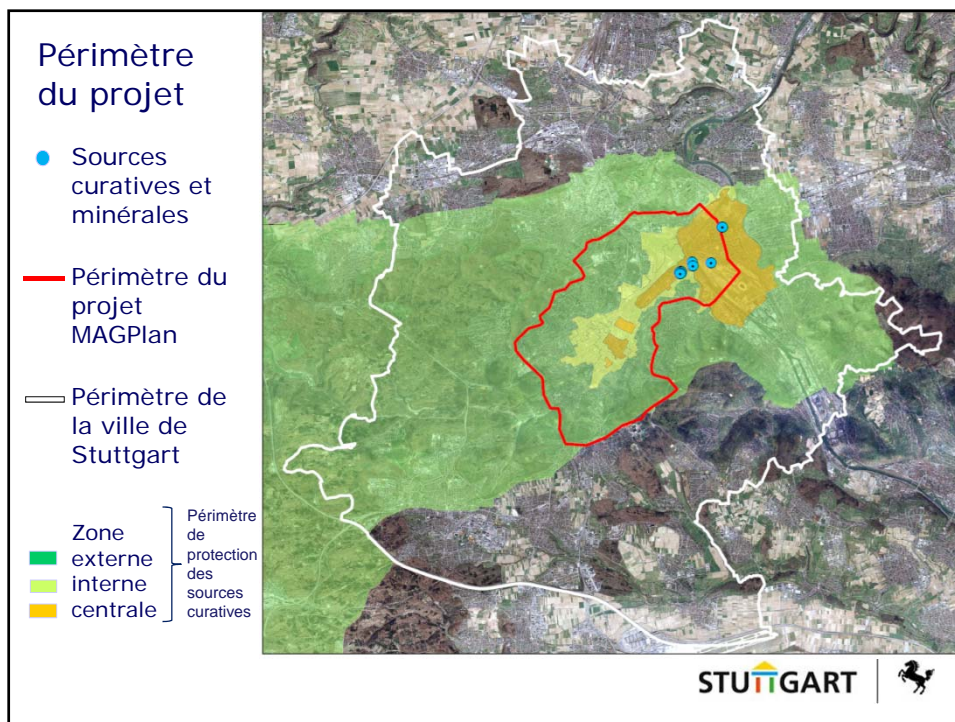 Périmètre
du projet
Sources
curatives et
minérales
Périmètre du
projet
MAGPlan
Périmètre de
la ville de
Stuttgart
Zone
externe
interne
centrale
Périmètre
de
protection
des
sources
curatives
STUTTGART